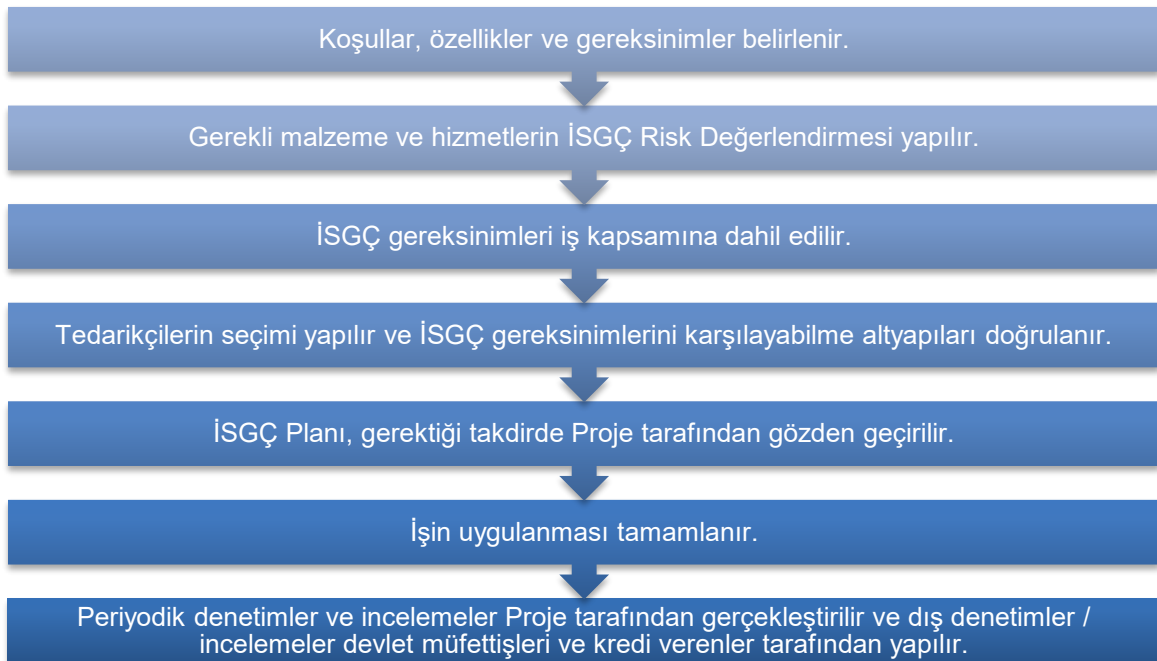 Koşullar, özellikler ve gereksinimler belirlenir.
Gerekli malzeme ve hizmetlerin İSGÇ Risk Değerlendirmesi yapılır.
İSGÇ gereksinimleri iş kapsamına dahil edilir.
Tedarikçilerin seçimi yapılır ve İSGÇ gereksinimlerini karşılayabilme altyapıları doğrulanır.
İSGÇ Planı, gerektiği takdirde Proje tarafından gözden geçirilir.
İşin uygulanması tamamlanır.
Periyodik denetimler ve incelemeler Proje tarafından gerçekleştirilir ve dış denetimler /
incelemeler devlet müfettişleri ve kredi verenler tarafından yapılır.